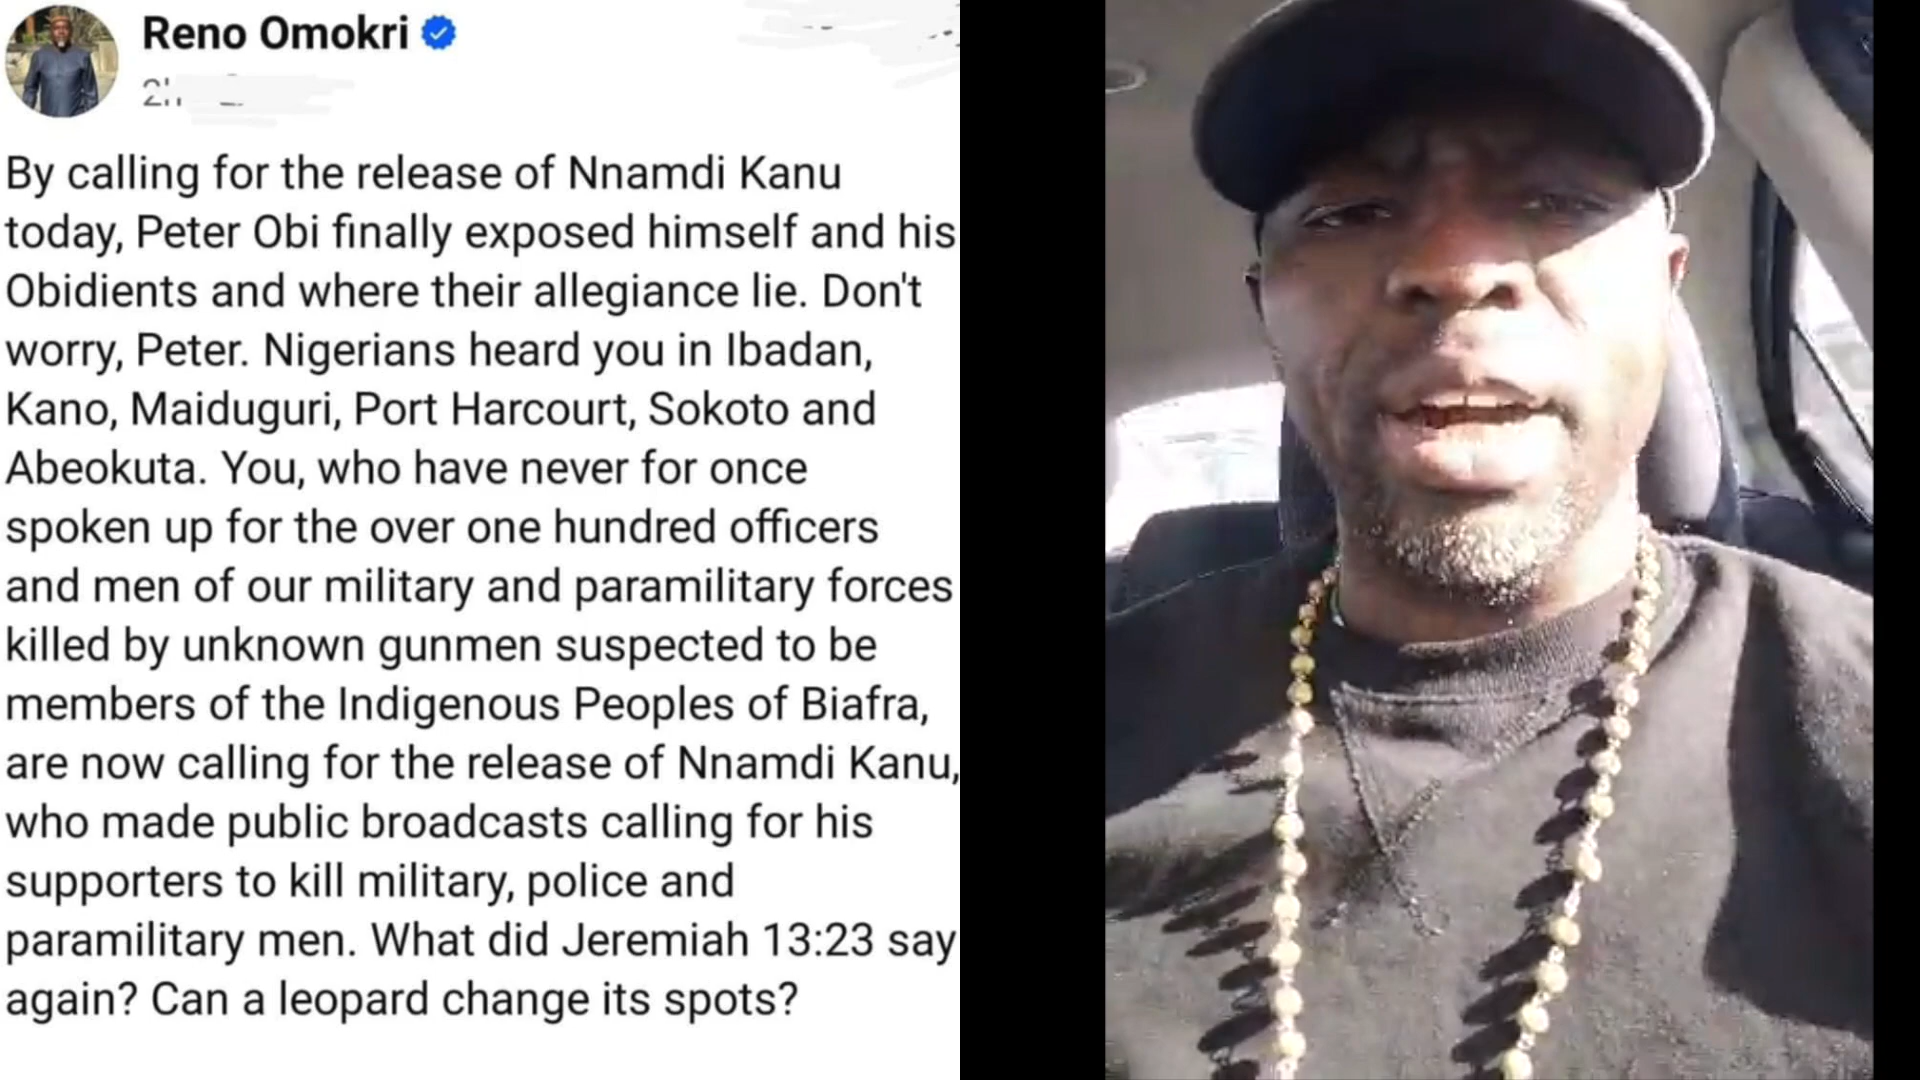 Reno Omokri
By calling for the release of Nnamdi Kanu
today, Peter Obi finally exposed himself and his
Obidients and where their allegiance lie. Don't
worry, Peter. Nigerians heard you in Ibadan,
Kano, Maiduguri, Port Harcourt, Sokoto and
Abeokuta. You, who have never for once
spoken up for the over one hundred officers
and men of our military and paramilitary forces
killed by unknown gunmen suspected to be
members of the Indigenous Peoples of Biafra,
are now calling for the release of Nnamdi Kanu,
who made public broadcasts calling for his
supporters to kill military, police and
paramilitary men. What did Jeremiah 13:23 say
again? Can a leopard change its spots?